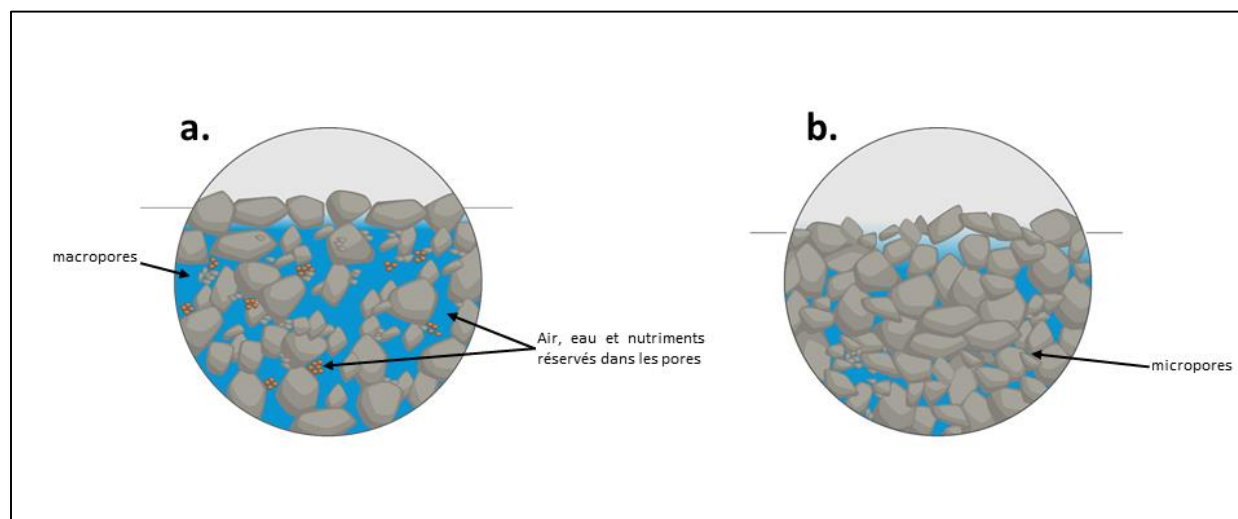 a.
b.
macropores
Air, eau et nutriments
réservés dans les pores
micropores